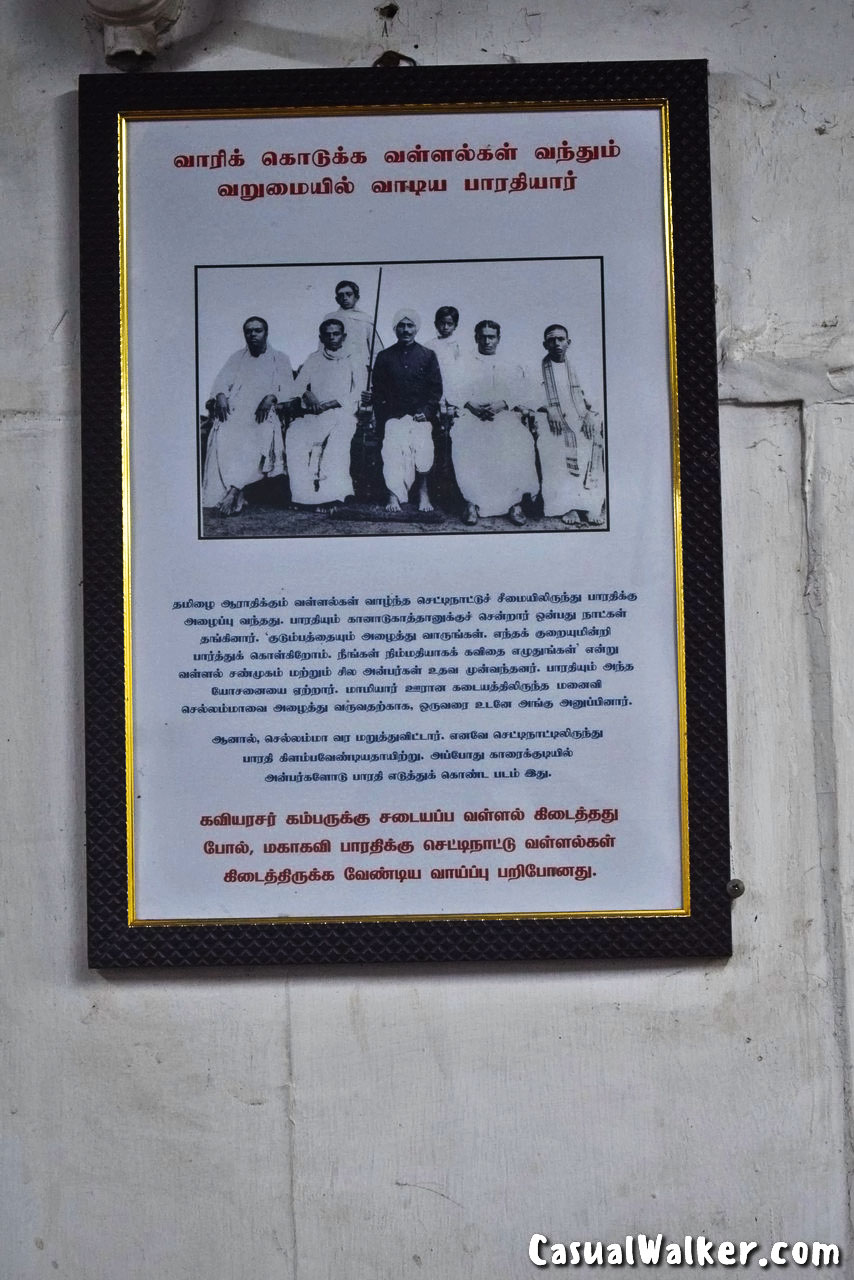 வாரிக் கொடுக்க வள்ளல்கள் வந்தும்
வறுமையில் வாடிய பாரதியார்
தமிழை ஆராதிக்கும் வள்ளல்கள் வாழ்ந்த செட்டிநாட்டுச் சீமையிலிருந்து பாரதிக்கு
அழைப்பு வந்தது. பாரதியும் கானாடுகாத்தானுக்குச் சென்றார் ஒன்பது நாட்கள்
தங்கினார். 'குடும்பத்தையும் அழைத்து வாருங்கள். எந்தக் குறையுமின்றி
பார்த்துக் கொள்கிறோம். நீங்கள் நிம்மதியாகக் கவிதை எழுதுங்கள்' என்று
வள்ளல் சண்முகம் மற்றும் சில அன்பர்கள் உதவ முன்வந்தனர். பாரதியும் அந்த
யோசனையை ஏற்றார். மாமியார் ஊரான கடையத்திலிருந்த மனைவி
செல்லம்மாவை அழைத்து வருவதற்காக, ஒருவரை உடனே அங்கு அனுப்பினார்.
ஆனால், செல்லம்மா வர மறுத்துவிட்டார். எனவே செட்டிநாட்டிலிருந்து
பாரதி கிளம்பவேண்டியதாயிற்று. அப்போது காரைக்குடியில்
அன்பர்களோடு பாரதி எடுத்துக் கொண்ட படம் இது.
கவியரசர் கம்பருக்கு சடையப்ப வள்ளல் கிடைத்தது
போல், மகாகவி பாரதிக்கு செட்டிநாட்டு வள்ளல்கள்
கிடைத்திருக்க வேண்டிய வாய்ப்பு பறிபோனது.
CasualWalker.com